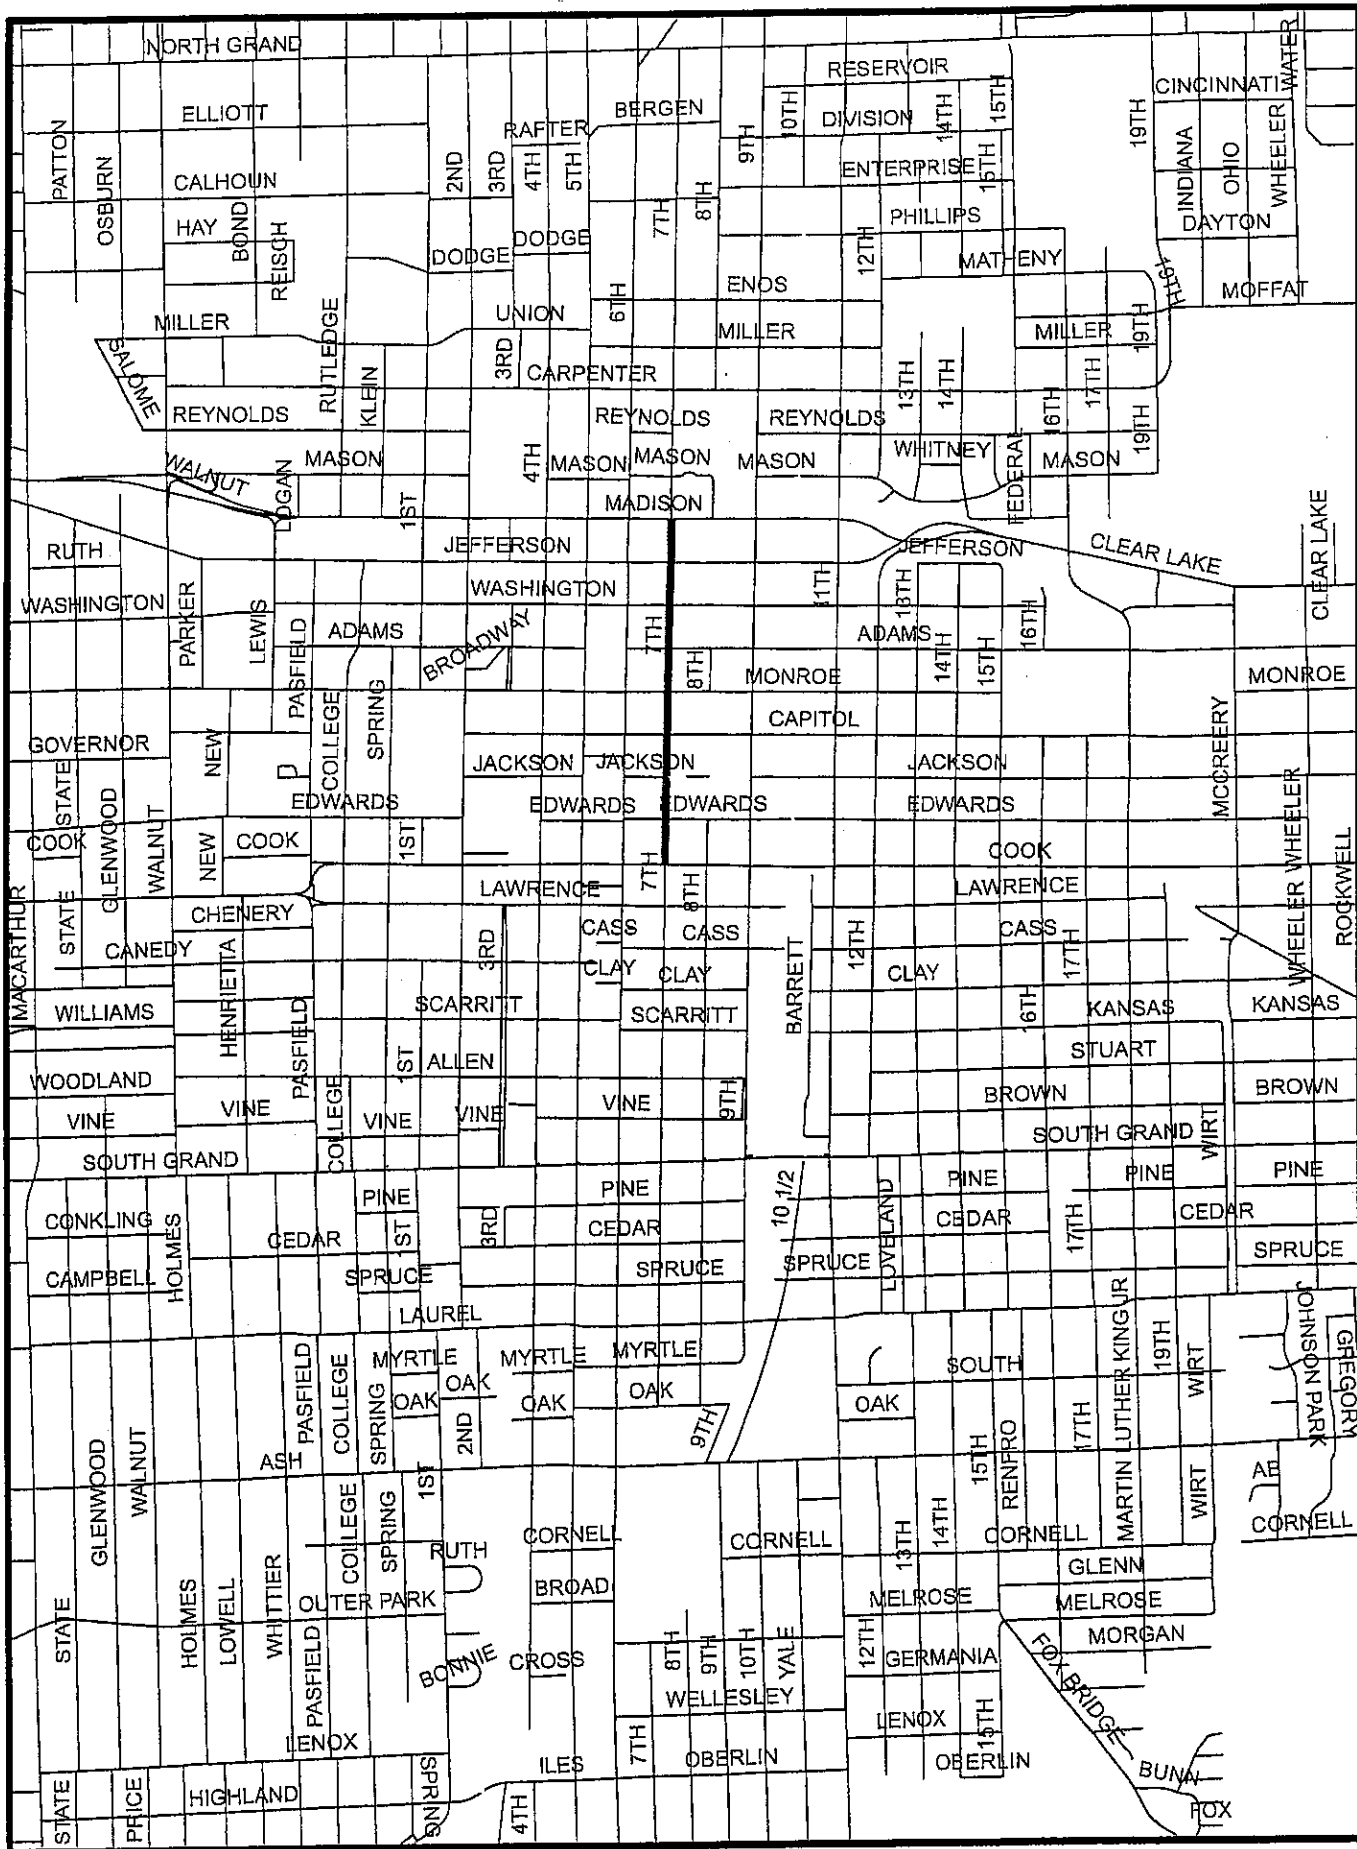 NORTH GRAND
RESERVOIR
WATER
CINCINNATI
ELLIOTT
BERGEN
10TH
DIVISION
14TH
15TH
19TH
RAFTER
PATTON
OSBURN
CALHOUN
2ND
3RD
4TH
5TH
9TH
ENTERPRISE
15TH
INDIANA
OHIO
WHEELER
HAY
BOND
REISCH
7TH
8TH
PHILLIPS
DAYTON
DODGE
DODGE
12TH
MATHENY
19TH
ENOS
MOFFAT
MILLER
RUTLEDGE
UNION
6TH
MILLER
MILLER
19TH
SALOME
KLEIN
3RD
CARPENTER
13TH
14TH
16TH
17TH
REYNOLDS
REYNOLDS
REYNOLDS
19TH
WALNUT
LOGAN
MASON
1ST
4TH
MASON
MASON
MASON
WHITNEY
FEDERAL
MASON
MADISON
RUTH
JEFFERSON
JEFFERSON
CLEAR LAKE
CLEAR LAKE
WASHINGTON
WASHINGTON
11TH
13TH
16TH
PARKER
LEWIS
PASFIELD
ADAMS
BROADWAY
7TH
8TH
ADAMS
14TH
15TH
MONROE
MONROE
SPRING
COLLEGE
CAPITOL
GOVERNOR
NEW
JACKSON
JACKSON
JACKSON
MCCREERY
STATE
GLENWOOD
D
EDWARDS
EDWARDS
EDWARDS
EDWARDS
WALNUT
COOK
NEW
COOK
1ST
COOK
WHEELER
WHEELER
ROCKWELL
MACARTHUR
STATE
LAWRENCE
7TH
8TH
LAWRENCE
CHENERY
CANEDY
3RD
CASS
CASS
CASS
12TH
17TH
CLAY
CLAY
CLAY
BARRETT
WILLIAMS
HENRIETTA
PASFIELD
SCARRITT
SCARRITT
16TH
KANSAS
KANSAS
1ST
ALLEN
STUART
WOODLAND
BROWN
BROWN
VINE
VINE
COLLEGE
VINE
VINE
VINE
9TH
SOUTH GRAND
SOUTH GRAND
WIRT
PINE
PINE
10 1/2
LOVELAND
PINE
PINE
PINE
CONKLING
HOLMES
CEDAR
1ST
3RD
CEDAR
CEDAR
17TH
CEDAR
CAMPBELL
SPRUCE
SPRUCE
SPRUCE
SPRUCE
LAUREL
MARTIN LUTHER KING JR
JOHNSON PARK
GREGORY
PASFIELD
COLLEGE
SPRING
MYRTLE
MYRTLE
MYRTLE
SOUTH
19TH
WIRT
OAK
OAK
OAK
OAK
OAK
2ND
9TH
17TH
GLENWOOD
WALNUT
ASH
15TH
RENFRO
1ST
WIRT
AB
COLLEGE
SPRING
CORNELL
CORNELL
13TH
14TH
CORNELL
CORNELL
RUTH
GLENN
BROAD
STATE
HOLMES
LOWELL
WHITTIER
OUTER PARK
MELROSE
MELROSE
PASFIELD
BONNIE
CROSS
8TH
9TH
10TH
YALE
12TH
GERMANIA
MORGAN
FOX BRIDGE
WELLESLEY
LENOX
7TH
LENOX
15TH
ILES
OBERLIN
OBERLIN
BUNN
STATE
PRICE
HIGHLAND
SPRING
4TH
FOX